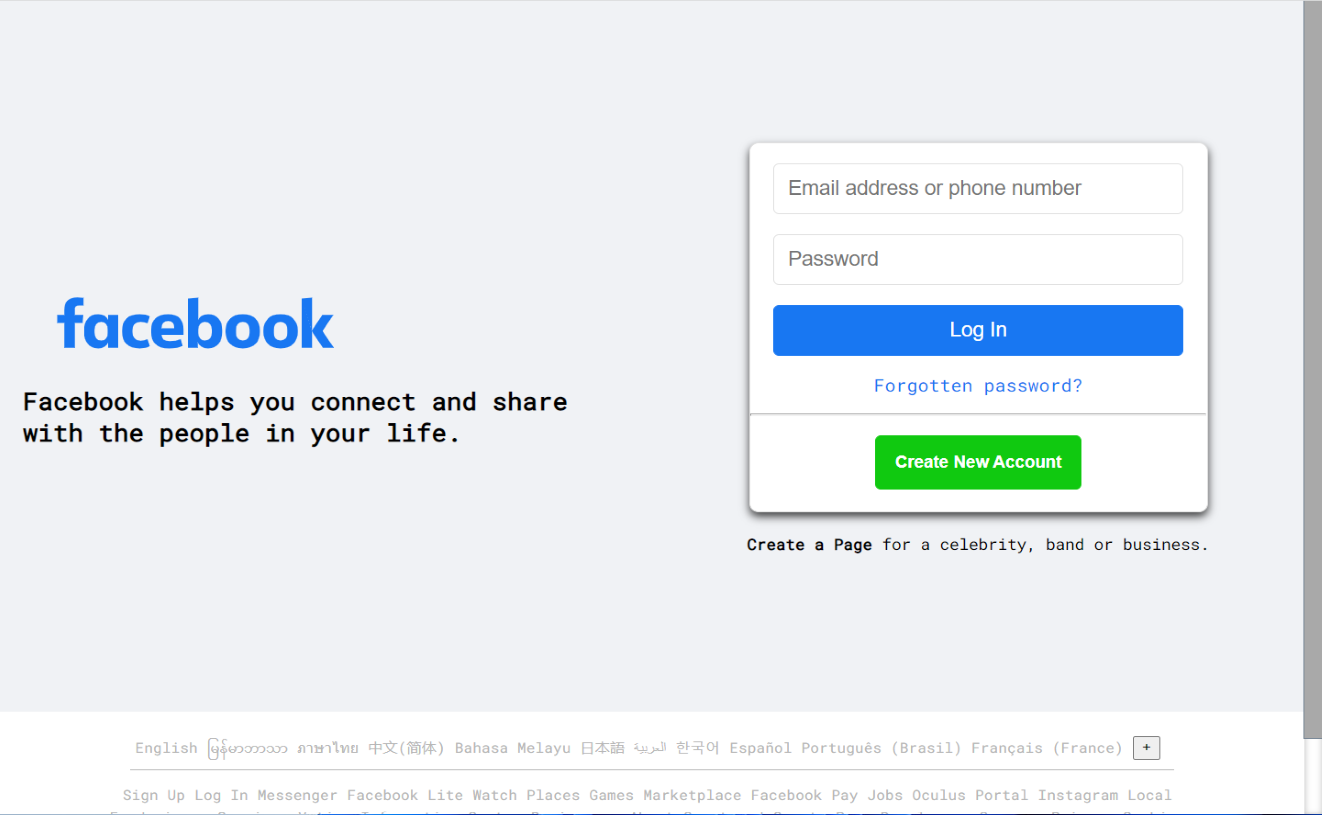 Email address or phone number
Password
facebook
Log In
Forgotten password?
Facebook helps you connect and share
with the people in your life.
Create New Account
Create a Page for a celebrity, band or business.
English မြန်မာဘာသာ ภาษาไทย 中文(简体) Bahasa Melayu 日本語 العربية 한국어 Español Português (Brasil) Français (France) +
Sign Up Log In Messenger Facebook Lite Watch Places Games Marketplace Facebook Pay Jobs Oculus Portal Instagram Local